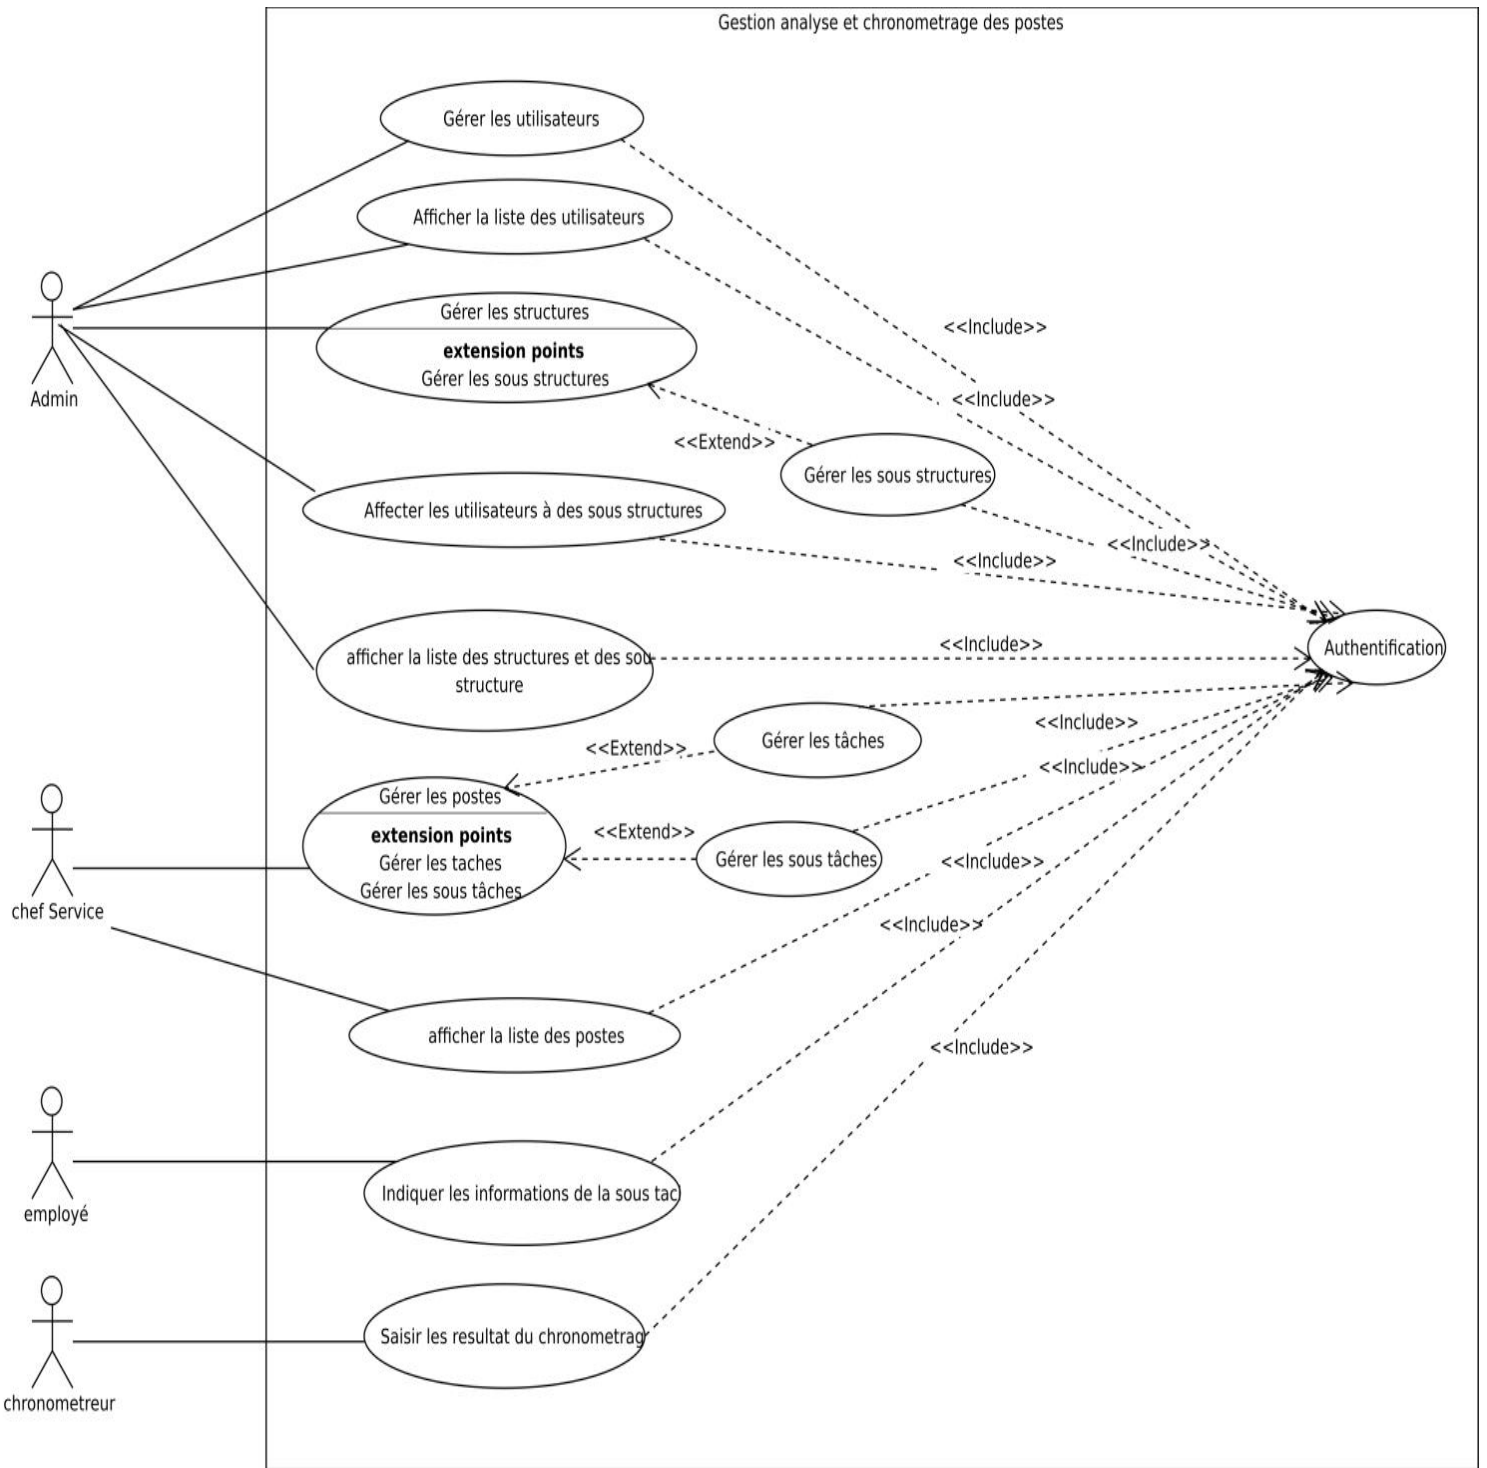 Gestion analyse et chronometrage des postes
Gérer les utilisateurs
Afficher la liste des utilisateurs
Gérer les structures
extension points
Gérer les sous structures
<<Include>>
<<Include>>
Admin
<<Extend>>
Gérer les sous structures
Affecter les utilisateurs à des sous structures
<<Include>>
<<Include>>
afficher la liste des structures et des sou
structure
<<Include>>
Authentification
<<Include>>
Gérer les tâches
<<Extend>>
<<Include>>
Gérer les postes
extension points
Gérer les taches
Gérer les sous tâches
<<Extend>>
Gérer les sous tâches
<<Include>>
chef Service
<<Include>>
afficher la liste des postes
<<Include>>
Indiquer les informations de la sous tac
employé
Saisir les resultat du chronometrag
chronometreur